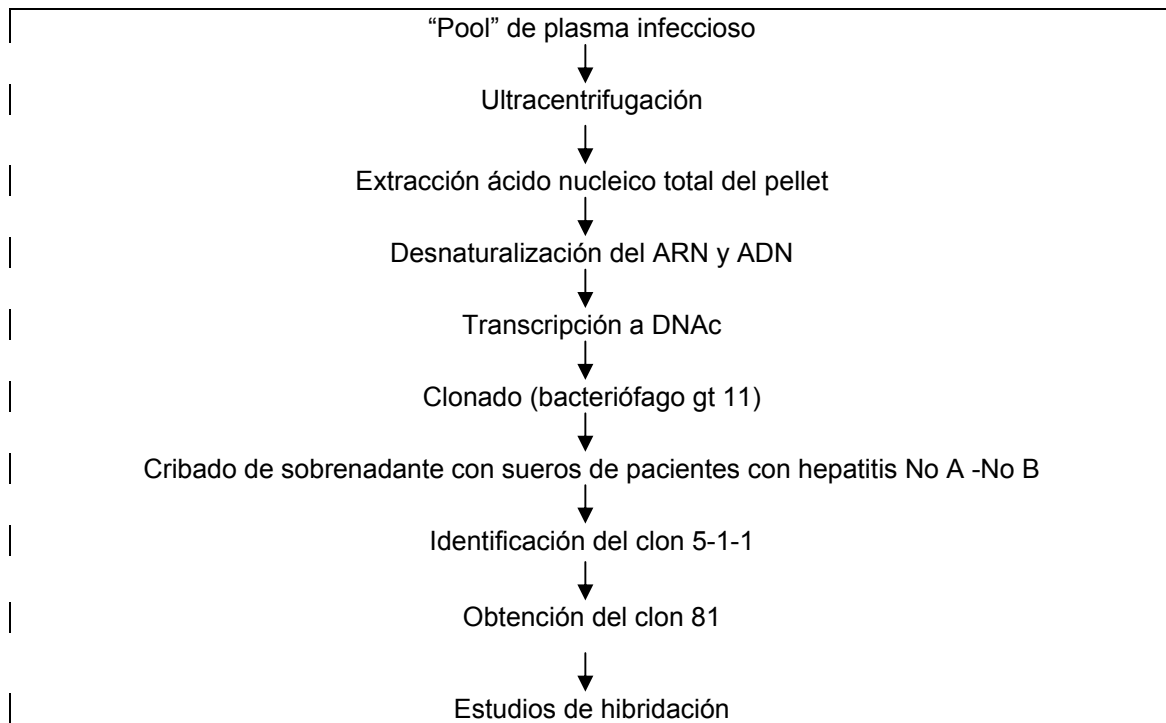 “Pool” de plasma infeccioso
Ultracentrifugación
Extracción ácido nucleico total del pellet
Desnaturalización del ARN y ADN
Transcripción a DNAc
Clonado (bacteriófago gt 11)
Cribado de sobrenadante con sueros de pacientes con hepatitis No A -No B
Identificación del clon 5-1-1
Obtención del clon 81
Estudios de hibridación